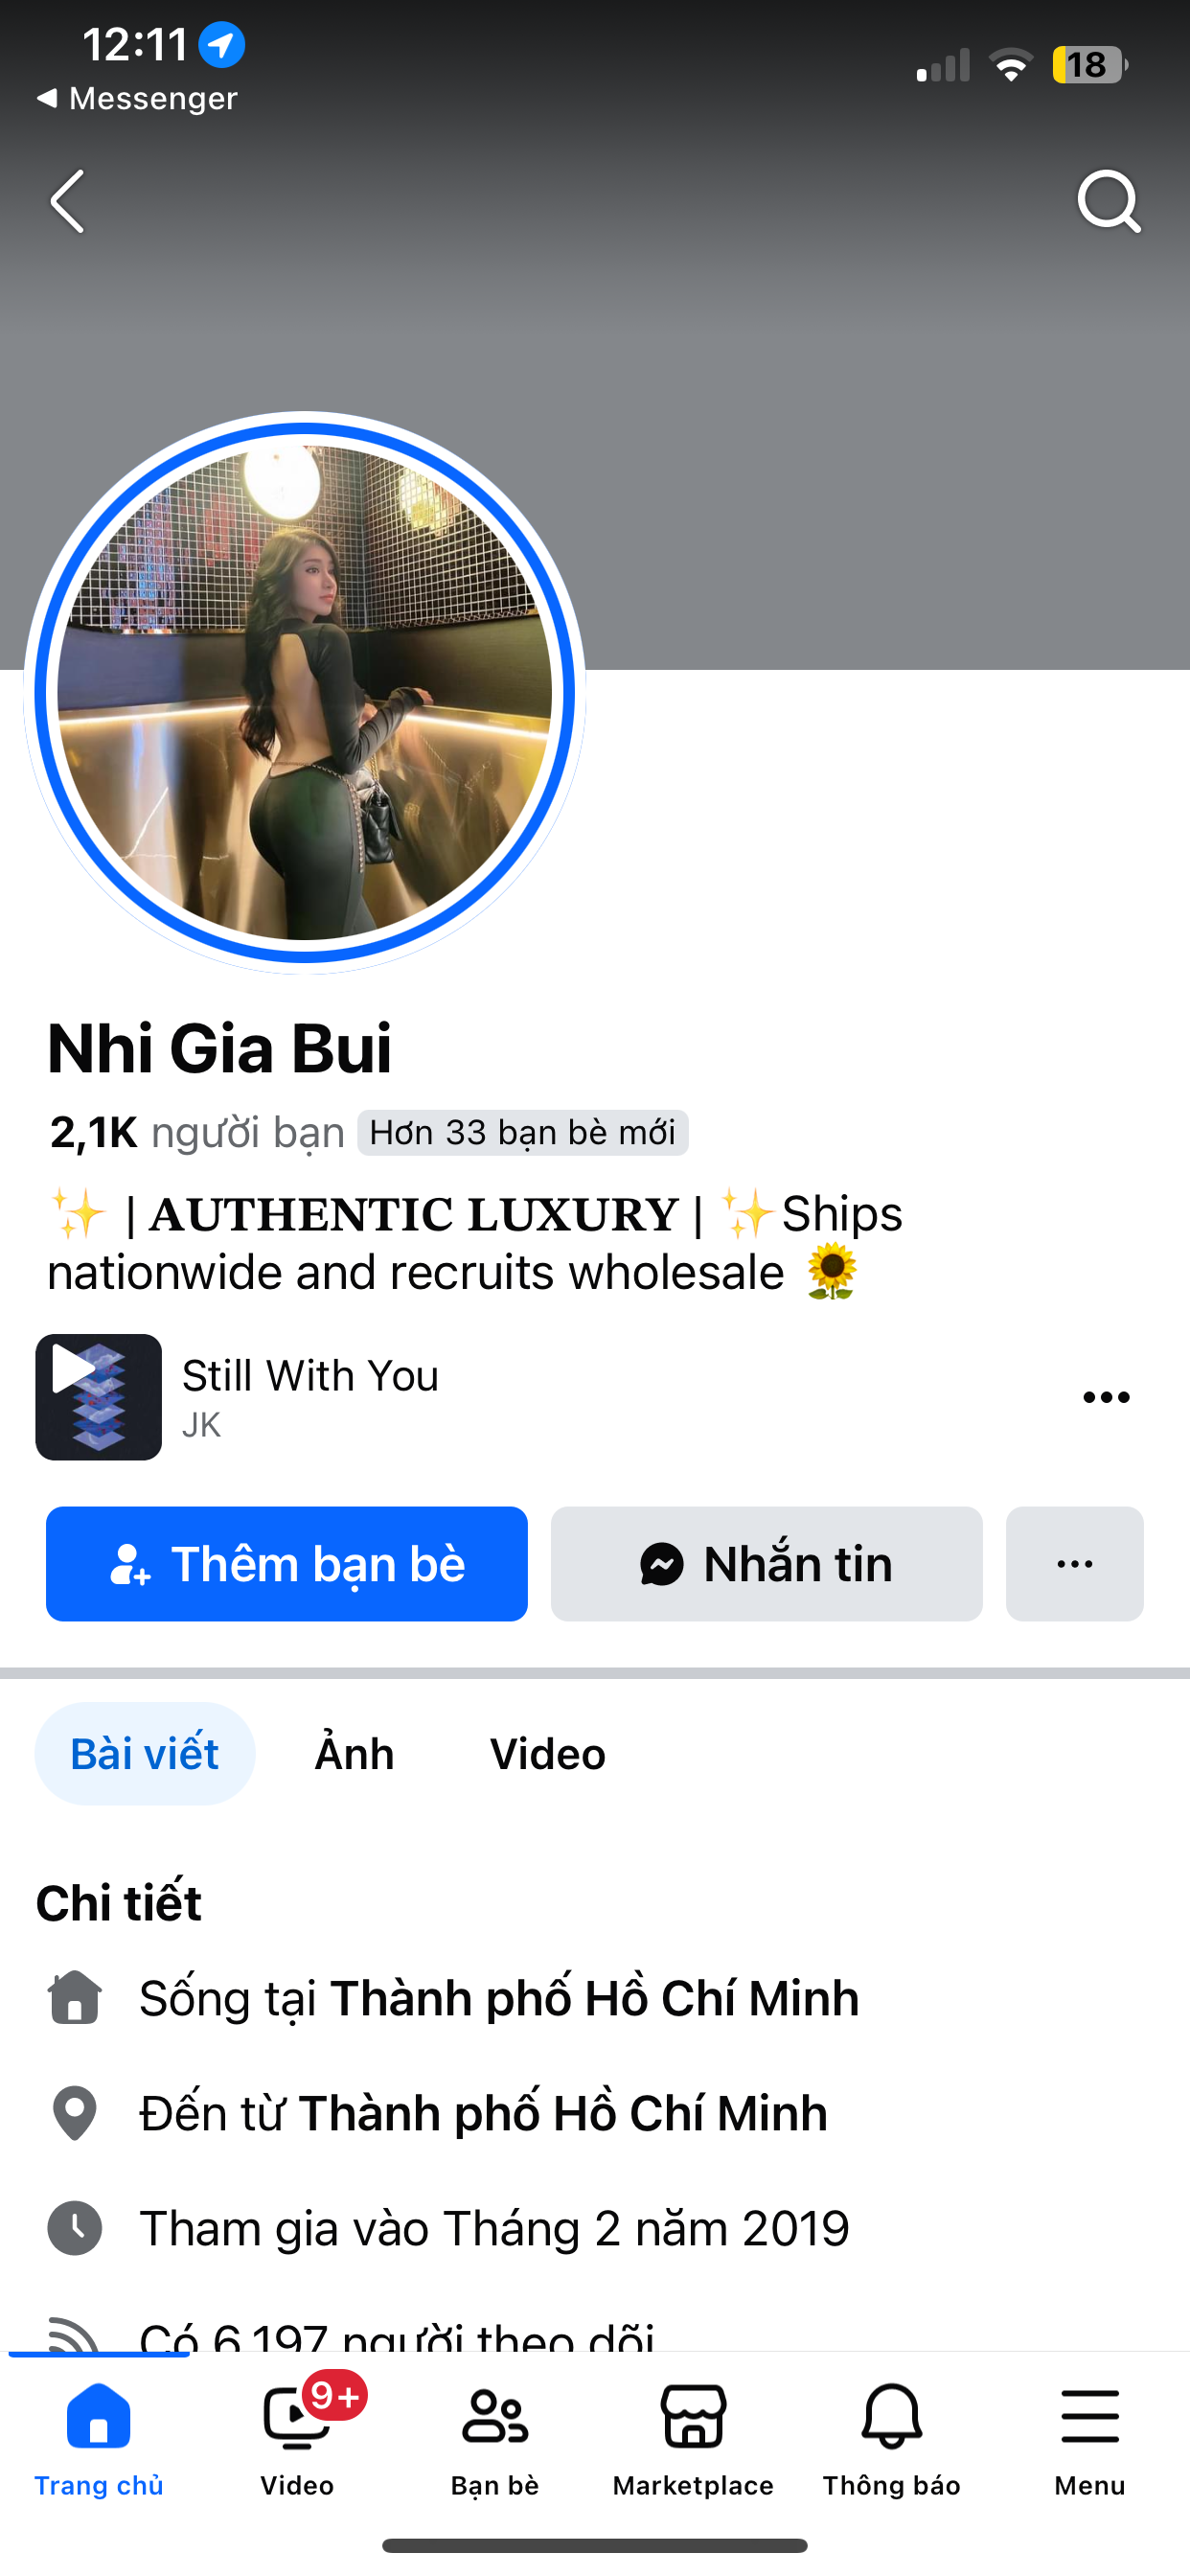 12:11
18
Messenger
Nhi Gia Bui
2,1K người bạn Hơn 33 bạn bè mới
✨ | AUTHENTIC LUXURY | ✨Ships
nationwide and recruits wholesale 🌻
Still With You
JK
Thêm bạn bè
Nhắn tin
Bài viết
Ảnh
Video
Chi tiết
Sống tại Thành phố Hồ Chí Minh
Đến từ Thành phố Hồ Chí Minh
Tham gia vào Tháng 2 năm 2019
Có 6.197 người theo dõi
9+
Trang chủ
Video
Bạn bè
Marketplace
Thông báo
Menu